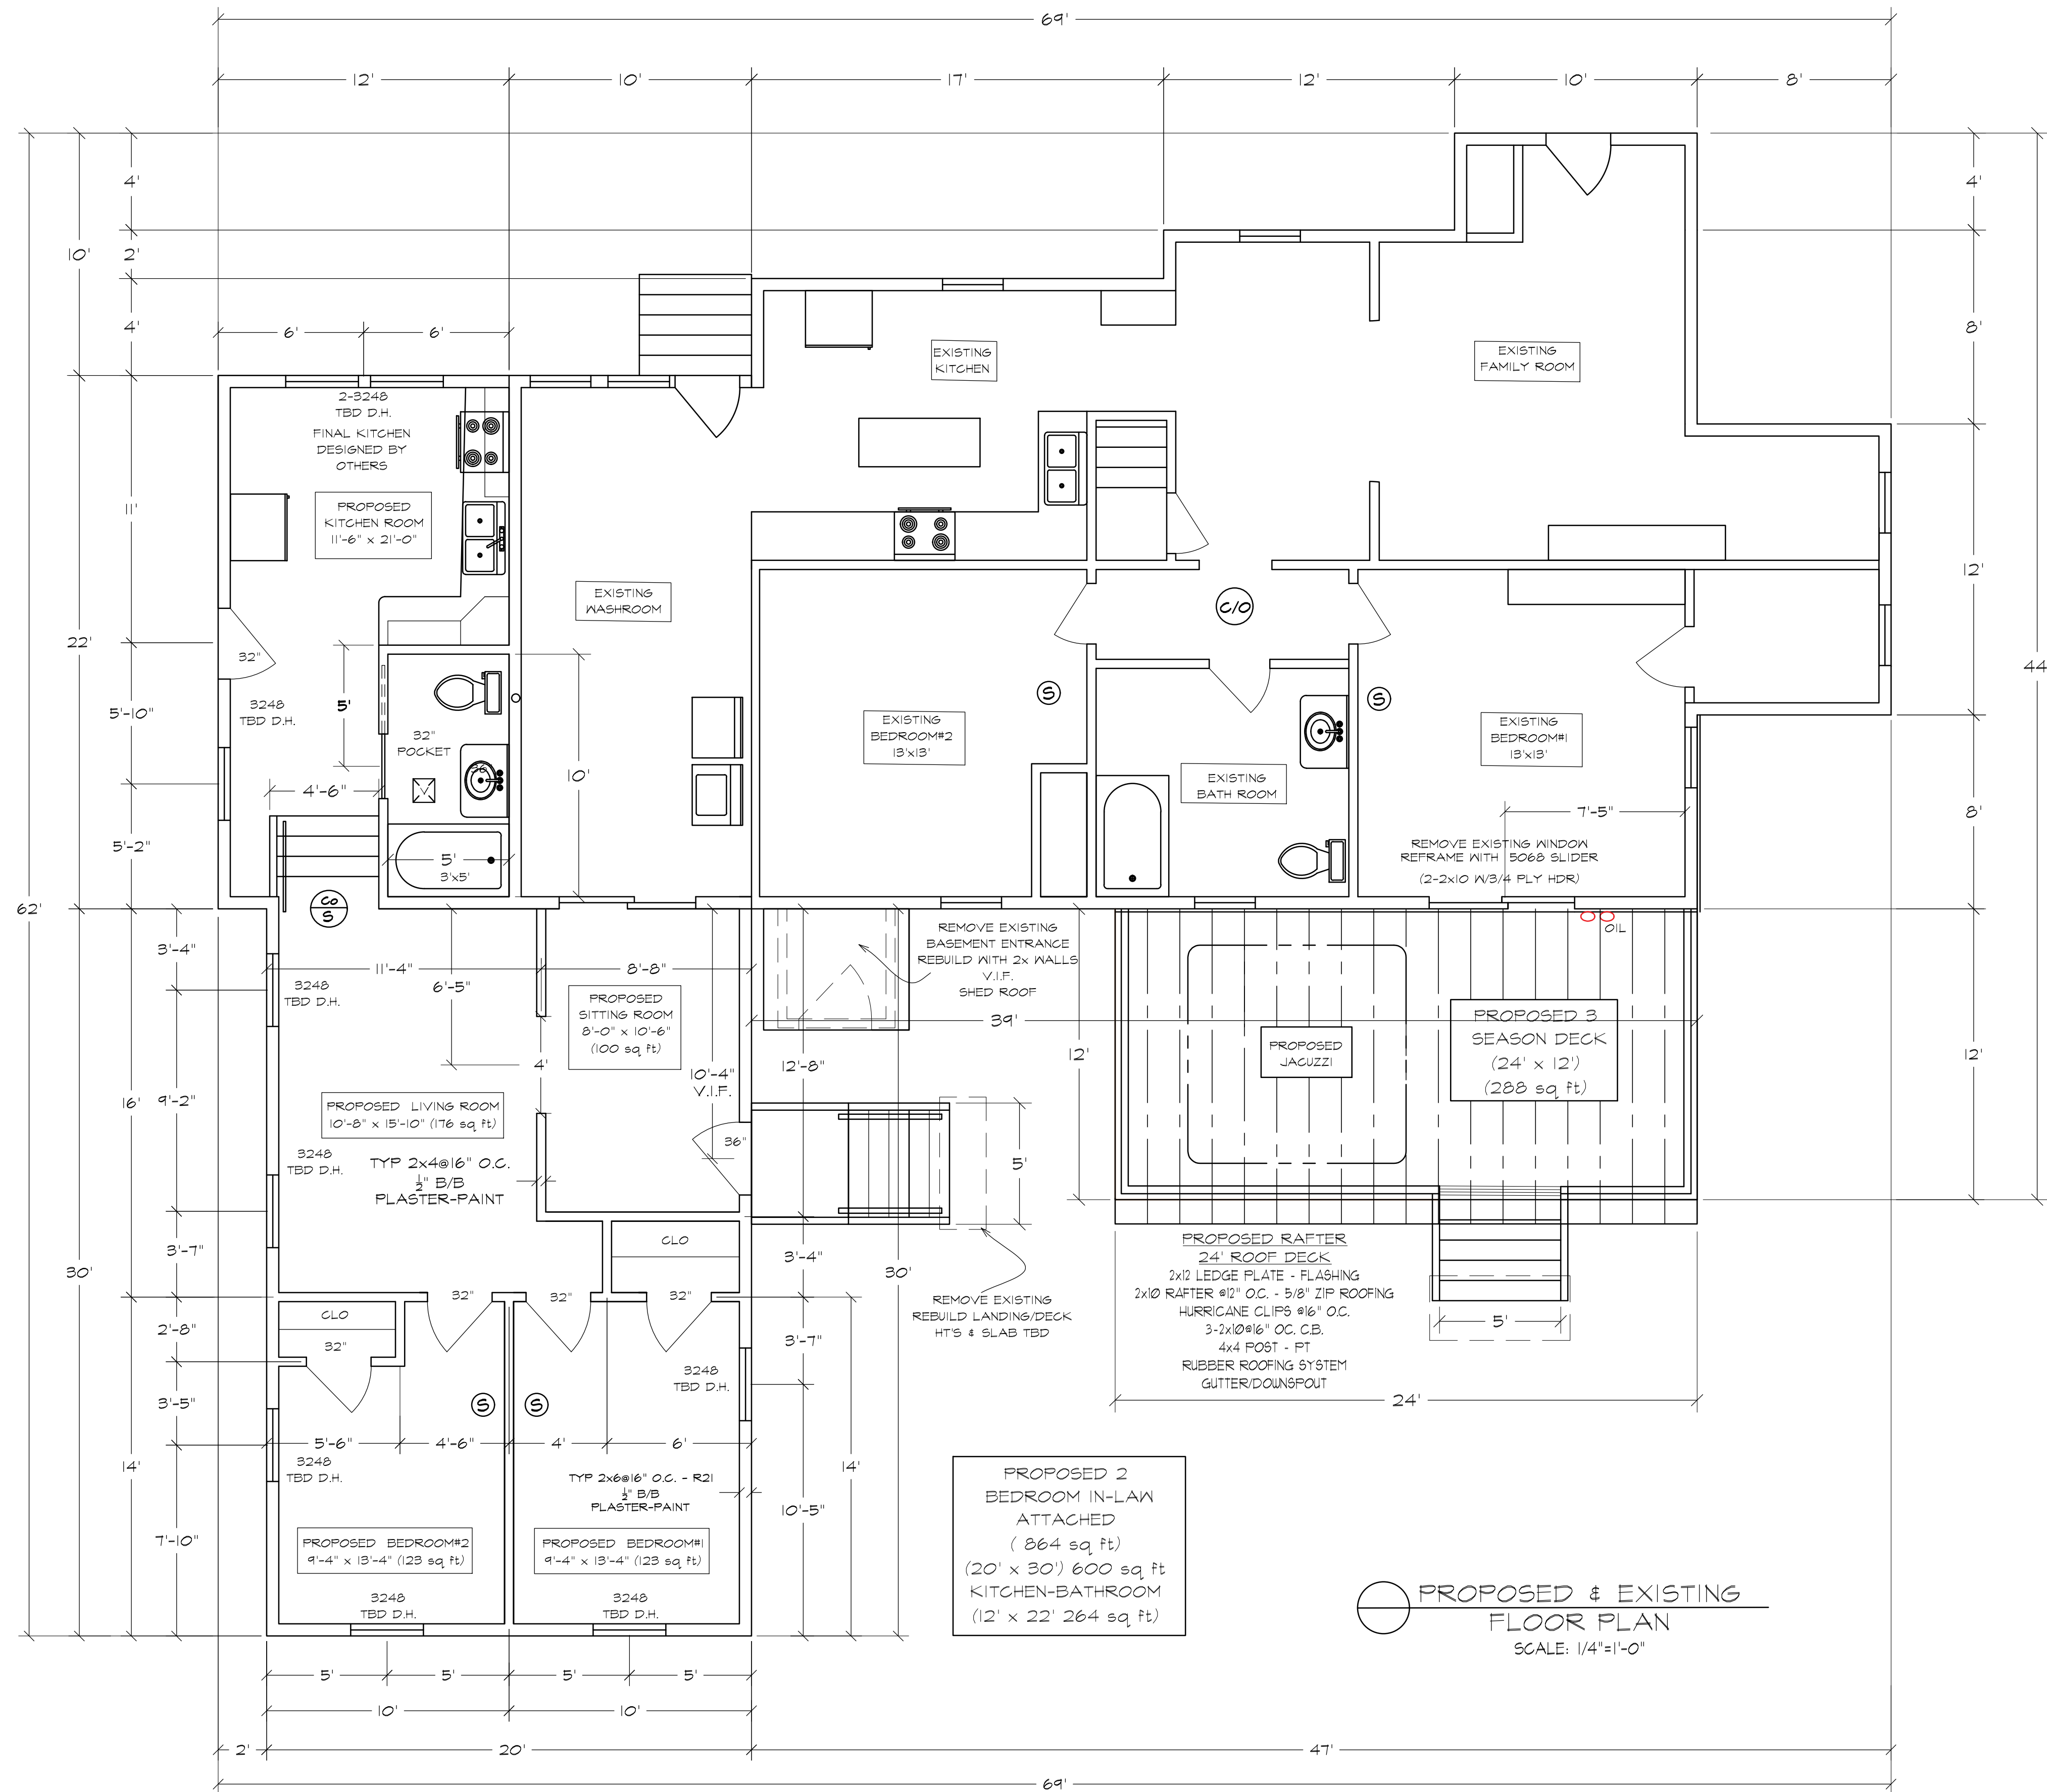 69'
12'
10'
17'
12'
10'
8'
4'
10'
2'
4'
6'
6'
4'
8'
EXISTING
KITCHEN
EXISTING
FAMILY ROOM
2-3248
TBD D.H.
FINAL KITCHEN
DESIGNED BY
OTHERS
PROPOSED
KITCHEN ROOM
11'-6" x 21'-0"
11'
EXISTING
WASHROOM
C/O
12'
22'
32"
44
5'-10"
3248
TBD D.H.
5'
32"
POCKET
36
V
10'
S
S
EXISTING
BEDROOM#2
13'x13'
EXISTING
BEDROOM#1
13'x13'
EXISTING
BATH ROOM
4'-6"
7'-5"
8'
5'-2"
5'
3'x5'
REMOVE EXISTING WINDOW
REFRAME WITH 5068 SLIDER
(2-2x10 W/3/4 PLY HDR)
62'
CO
S
OIL
3'-4"
11'-4"
8'-8"
6'-5"
3248
TBD D.H.
PROPOSED
SITTING ROOM
8'-0" x 10'-6"
(100 sq ft)
REMOVE EXISTING
BASEMENT ENTRANCE
REBUILD WITH 2x WALLS
V.I.F.
SHED ROOF
39'
PROPOSED 3
SEASON DECK
(24' x 12')
(288 sq ft)
PROPOSED
JACUZZI
12'
12'
4'
10'-4"
V.I.F.
12'-8"
16'
9'-2"
PROPOSED LIVING ROOM
10'-8" x 15'-10" (176 sq ft)
3248
TBD D.H.
TYP 2x4@16" O.C.
½" B/B
PLASTER-PAINT
36"
5'
3'-7"
CLO
3'-4"
30'
30'
PROPOSED RAFTER
24' ROOF DECK
2x12 LEDGE PLATE - FLASHING
2x10 RAFTER @12" O.C. - 5/8" ZIP ROOFING
HURRICANE CLIPS @16" O.C.
3-2x10@16" OC. C.B.
4x4 POST - PT
RUBBER ROOFING SYSTEM
GUTTER/DOWNSPOUT
5'
24'
REMOVE EXISTING
REBUILD LANDING/DECK
HT'S & SLAB TBD
32"
32"
32"
CLO
32"
2'-8"
3'-7"
3248
TBD D.H.
3'-5"
S
S
5'-6"
4'-6"
4'
6'
3248
TBD D.H.
14'
14'
TYP 2x6@16" O.C. - R21
½" B/B
PLASTER-PAINT
10'-5"
7'-10"
PROPOSED BEDROOM#2
9'-4" x 13'-4" (123 sq ft)
PROPOSED BEDROOM#1
9'-4" x 13'-4" (123 sq ft)
3248
TBD D.H.
3248
TBD D.H.
PROPOSED 2
BEDROOM IN-LAW
ATTACHED
( 864 sq ft)
(20' x 30') 600 sq ft
KITCHEN-BATHROOM
(12' x 22' 264 sq ft)
PROPOSED & EXISTING
FLOOR PLAN
SCALE: 1/4"=1'-0"
5'
5'
5'
5'
10'
10'
2'
20'
47'
69'